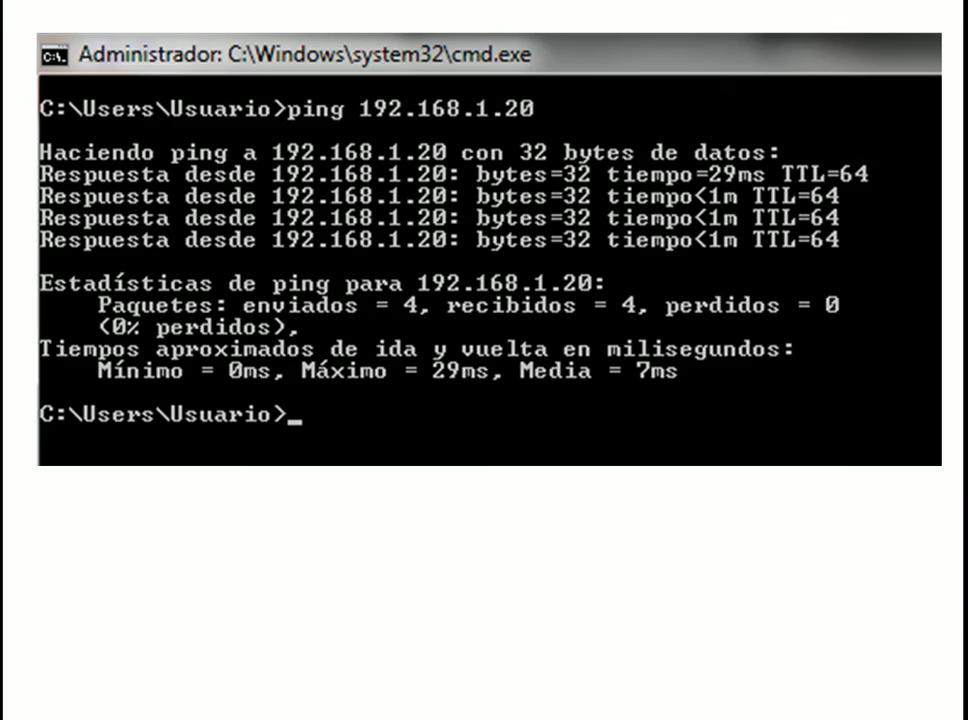 Administrador: C:\Windows\system32\cmd.exe
C:\Users\Usuario>ping 192.168.1.20
Haciendo ping a 192.168.1.20 con 32 bytes de datos:
Respuesta desde 192.168.1.20: bytes=32 tiempo=29ms TTL=64
Respuesta desde 192.168.1.20: bytes=32 tiempo<1m TTL=64
Respuesta desde 192.168.1.20: bytes=32 tiempo<1m TTL=64
Respuesta desde 192.168.1.20: bytes=32 tiempo<1m TTL=64
Estadísticas de ping para 192.168.1.20:
Paquetes: enviados = 4, recibidos = 4, perdidos = 0
(0% perdidos),
Tiempos aproximados de ida y vuelta en milisegundos:
Mínimo = 0ms, Máximo = 29ms, Media = 7ms
C:\Users\Usuario>_